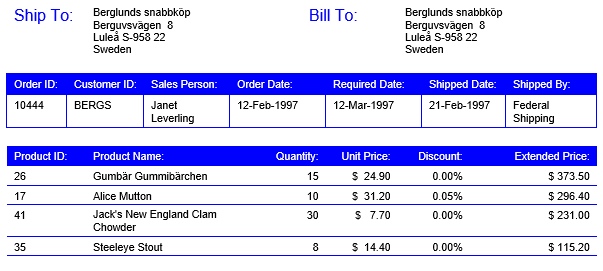 Ship To: Berglunds snabbköp Bill To: Berglunds snabbköp
Berguvsvägen 8 Berguvsvägen 8
Luleå S-958 22 Luleå S-958 22
Sweden Sweden
Order ID: Customer ID: Sales Person: Order Date: Required Date: Shipped Date: Shipped By:
10444 BERGS Janet 12-Feb-1997 12-Mar-1997 21-Feb-1997 Federal
Leverling Shipping
Product ID: Product Name: Quantity: Unit Price: Discount: Extended Price:
26 Gumbär Gummibärchen 15 $ 24.90 0.00% $ 373.50
17 Alice Mutton 10 $ 31.20 0.05% $ 296.40
41 Jack's New England Clam 30 $ 7.70 0.00% $ 231.00
Chowder
35 Steeleye Stout 8 $ 14.40 0.00% $ 115.20